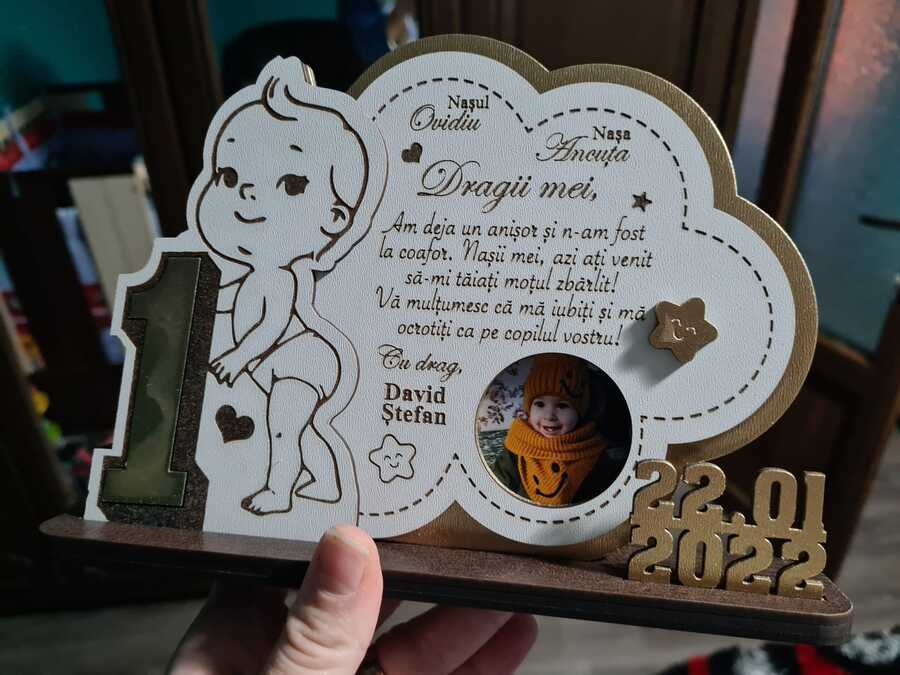 Nașul
Ovidiu
Nașa
Ancuța
Dragii mei,
Am deja un anișor și n-am fost
la coafor. Nașii mei, azi ați venit
să-mi tăiați moțul zbârlit!
Vă mulțumesc că mă iubiți și mă
ocrotiți ca pe copilul vostru!
Cu drag,
David
Ștefan
1
22.01
2022